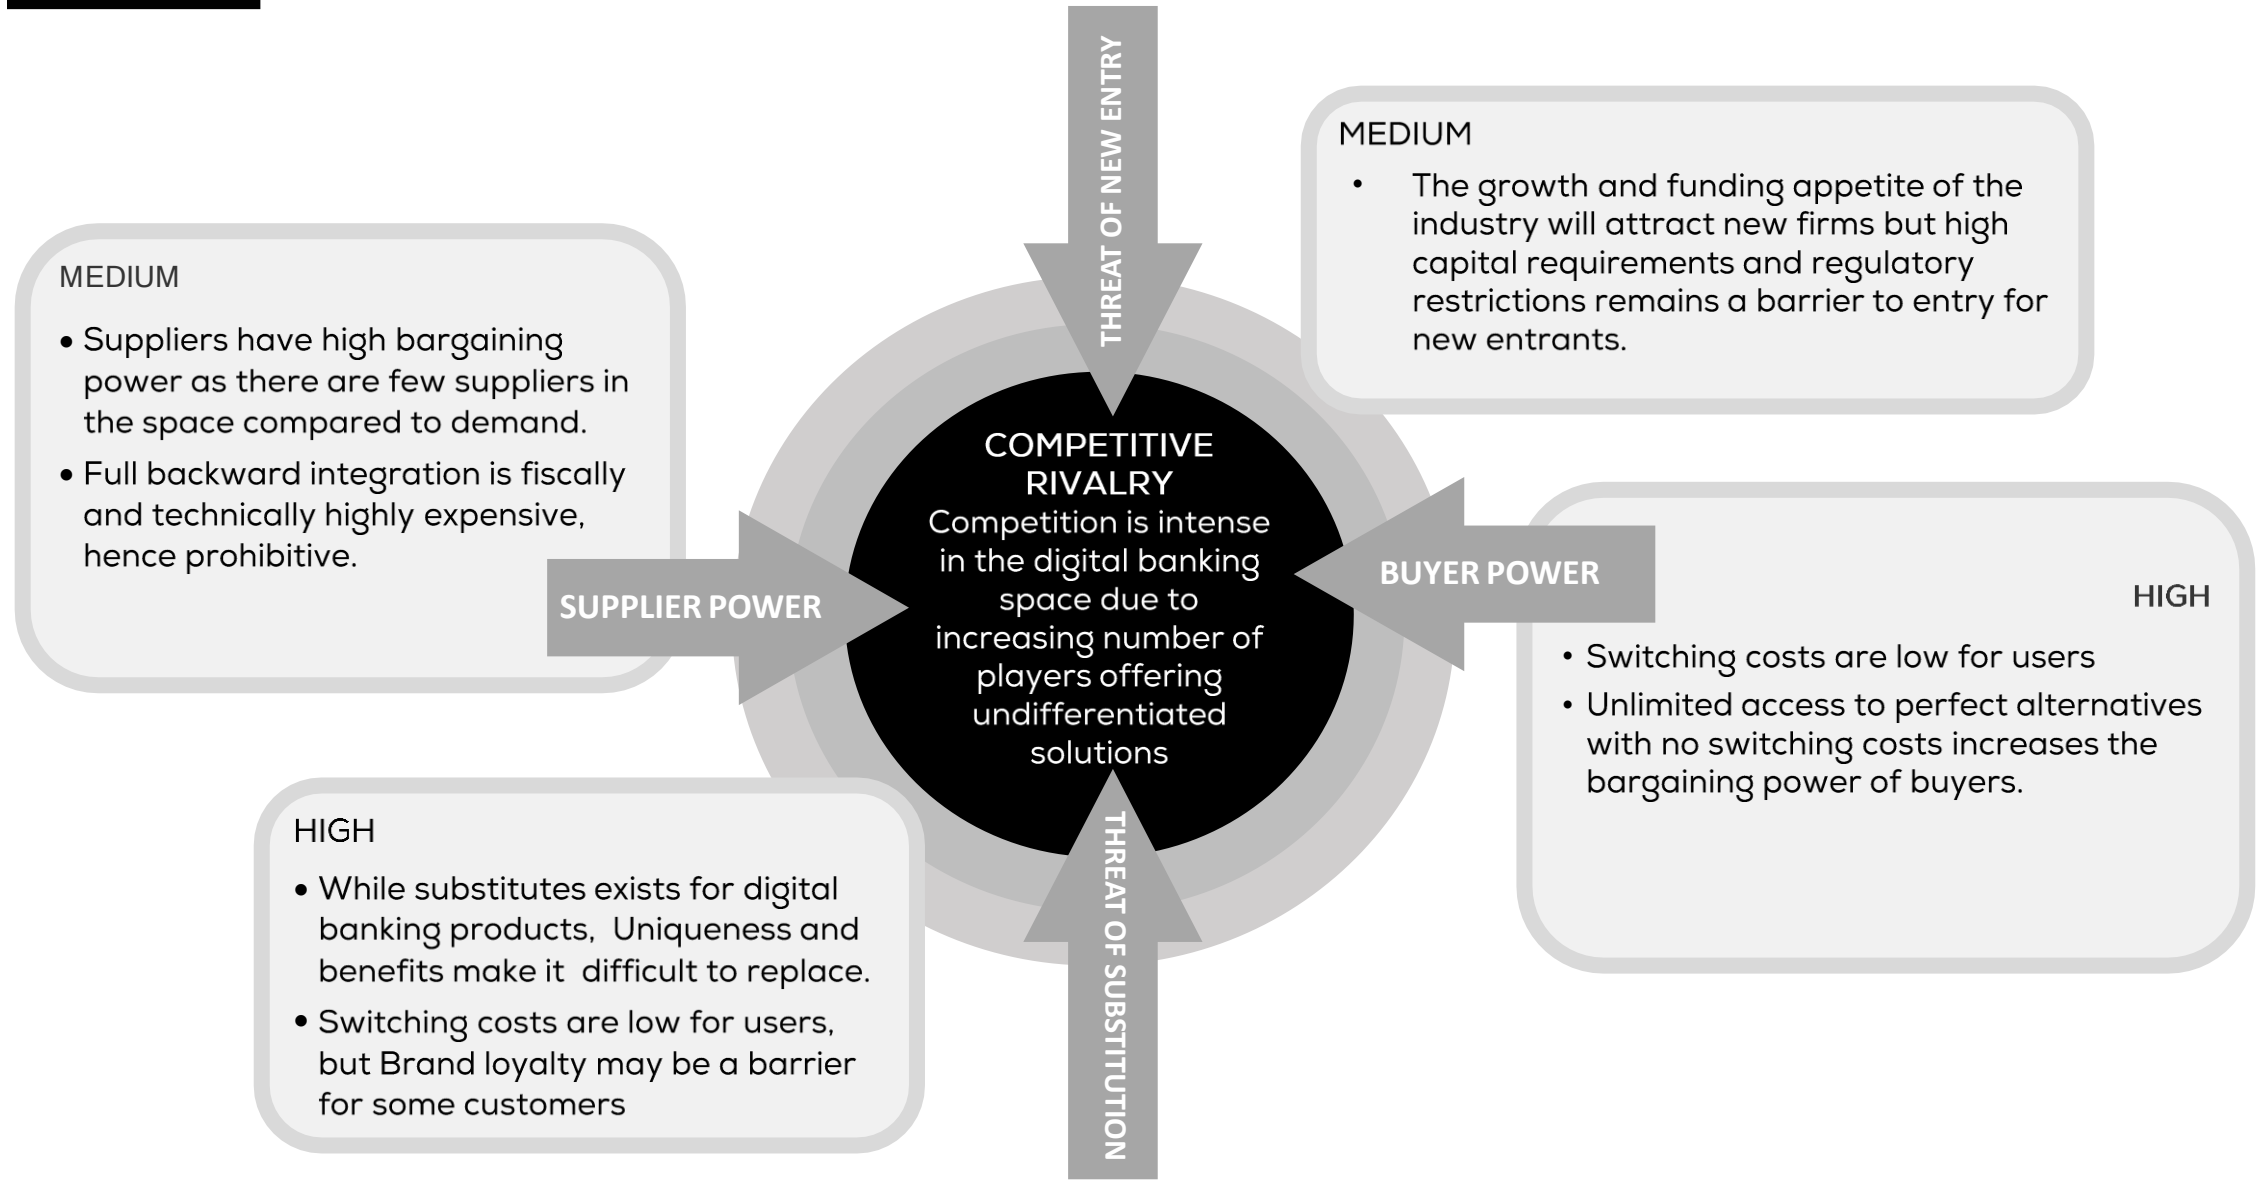 THREAT OF NEW ENTRY
MEDIUM
• The growth and funding appetite of the
industry will attract new firms but high
capital requirements and regulatory
restrictions remains a barrier to entry for
new entrants.
MEDIUM
• Suppliers have high bargaining
power as there are few suppliers in
the space compared to demand.
• Full backward integration is fiscally
and technically highly expensive,
hence prohibitive.
SUPPLIER POWER
COMPETITIVE
RIVALRY
Competition is intense
in the digital banking
space due to
increasing number of
players offering
undifferentiated
solutions
BUYER POWER
HIGH
• Switching costs are low for users
• Unlimited access to perfect alternatives
with no switching costs increases the
bargaining power of buyers.
HIGH
• While substitutes exists for digital
banking products, Uniqueness and
benefits make it difficult to replace.
• Switching costs are low for users,
but Brand loyalty may be a barrier
for some customers
THREAT OF SUBSTITUTION